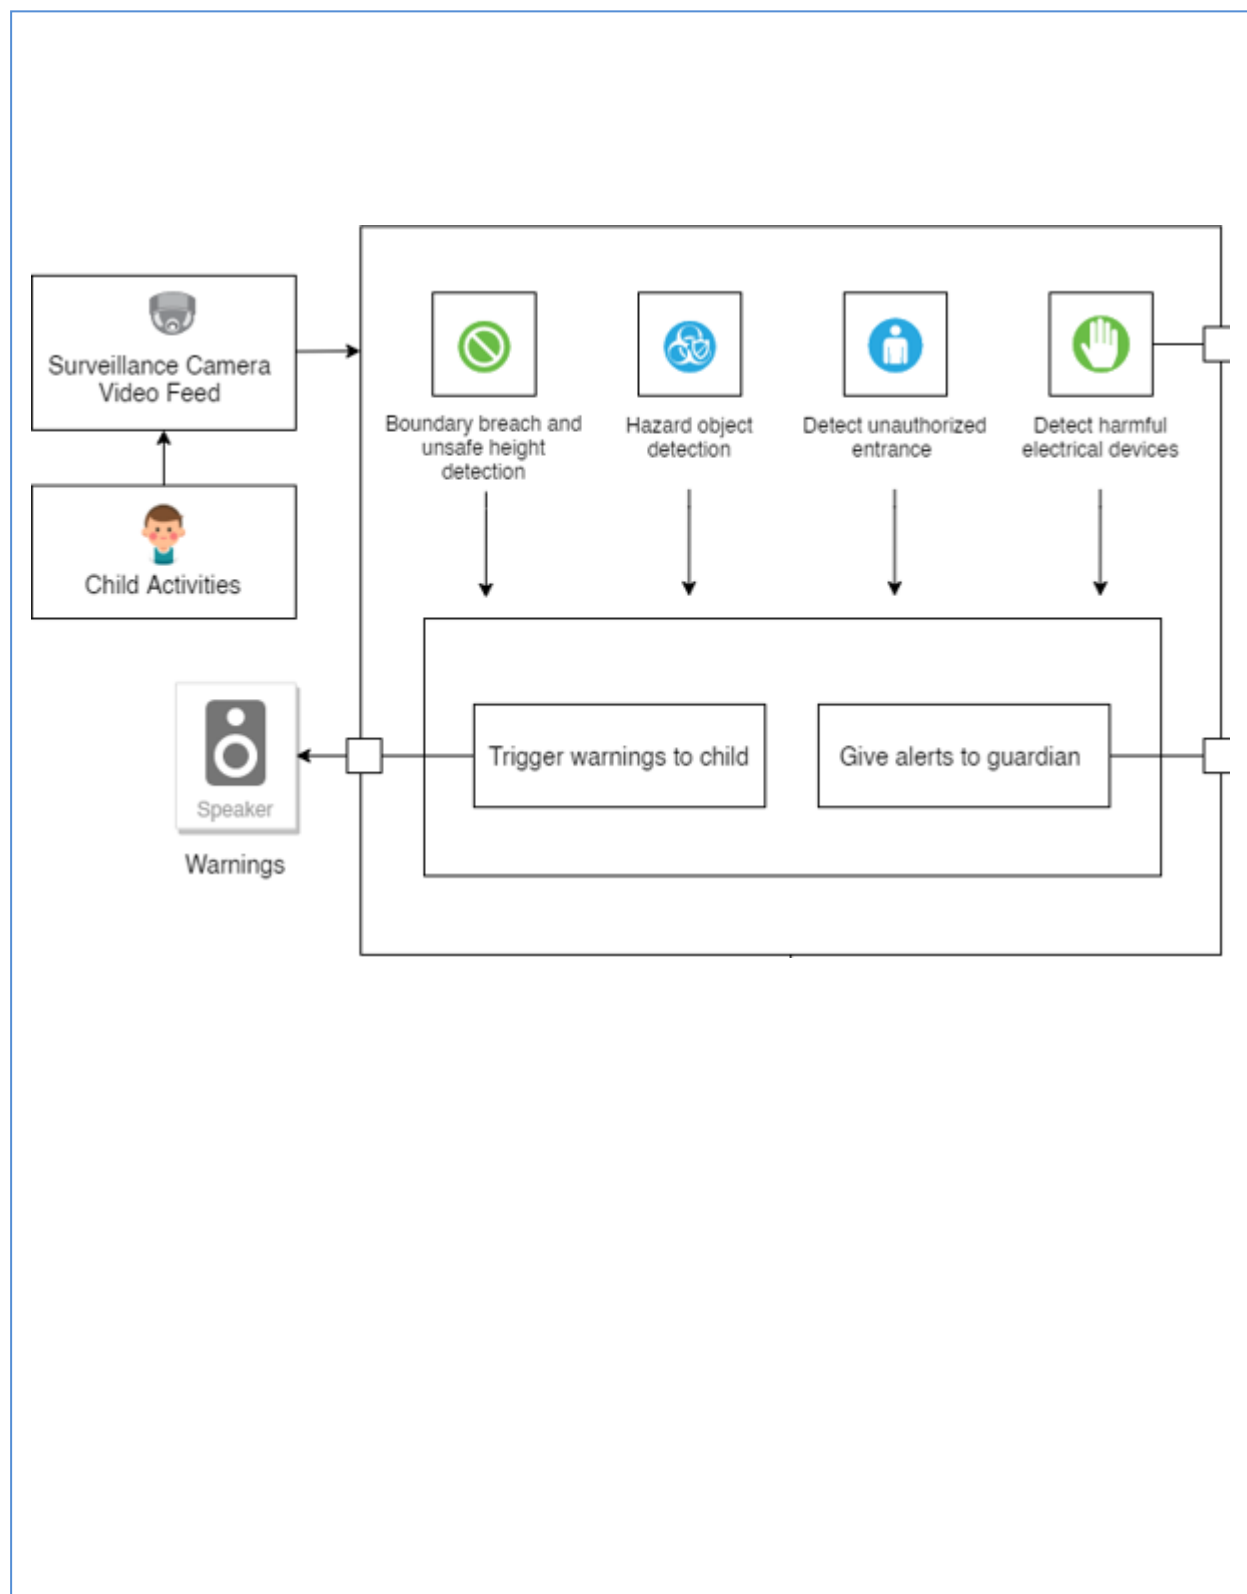 Surveillance Camera
Video Feed
Child Activities
Boundary breach and
unsafe height
detection
Hazard object
detection
Detect unauthorized
entrance
Detect harmful
electrical devices
Trigger warnings to child
Give alerts to guardian
Speaker
Warnings